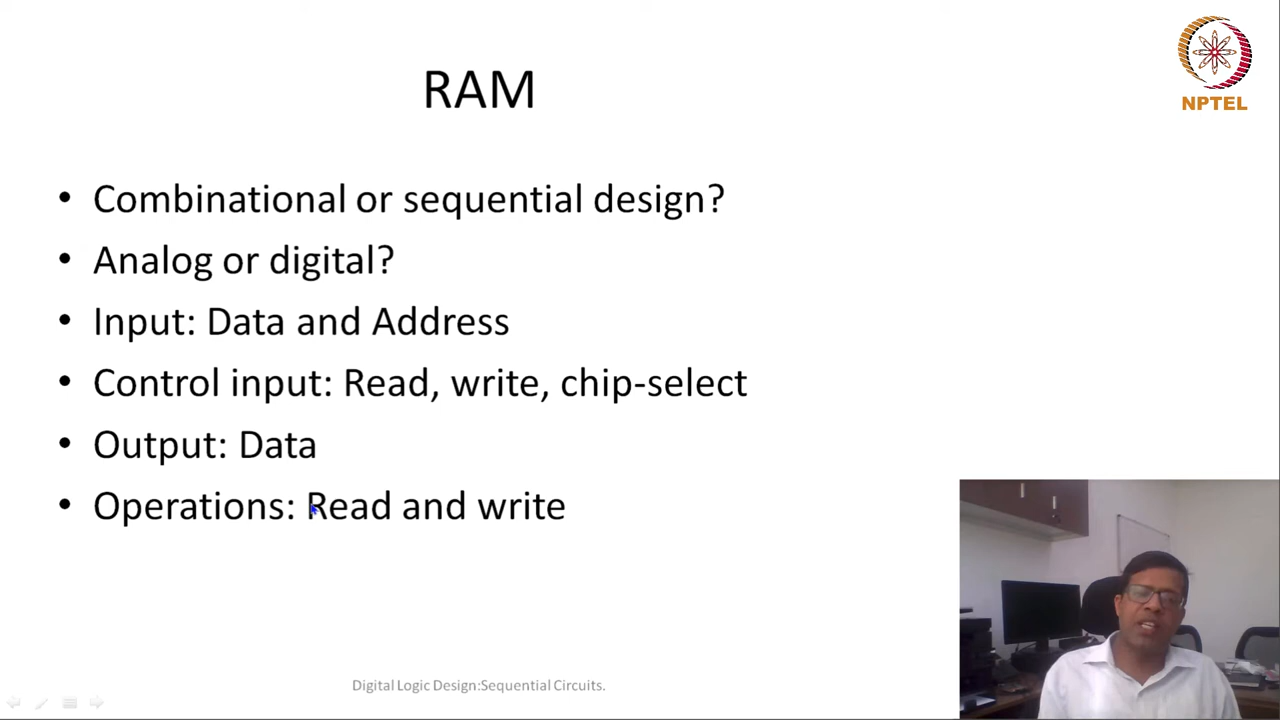 NPTEL
RAM
• Combinational or sequential design?
• Analog or digital?
• Input: Data and Address
• Control input: Read, write, chip-select
• Output: Data
• Operations: Read and write
Digital Logic Design:Sequential Circuits.